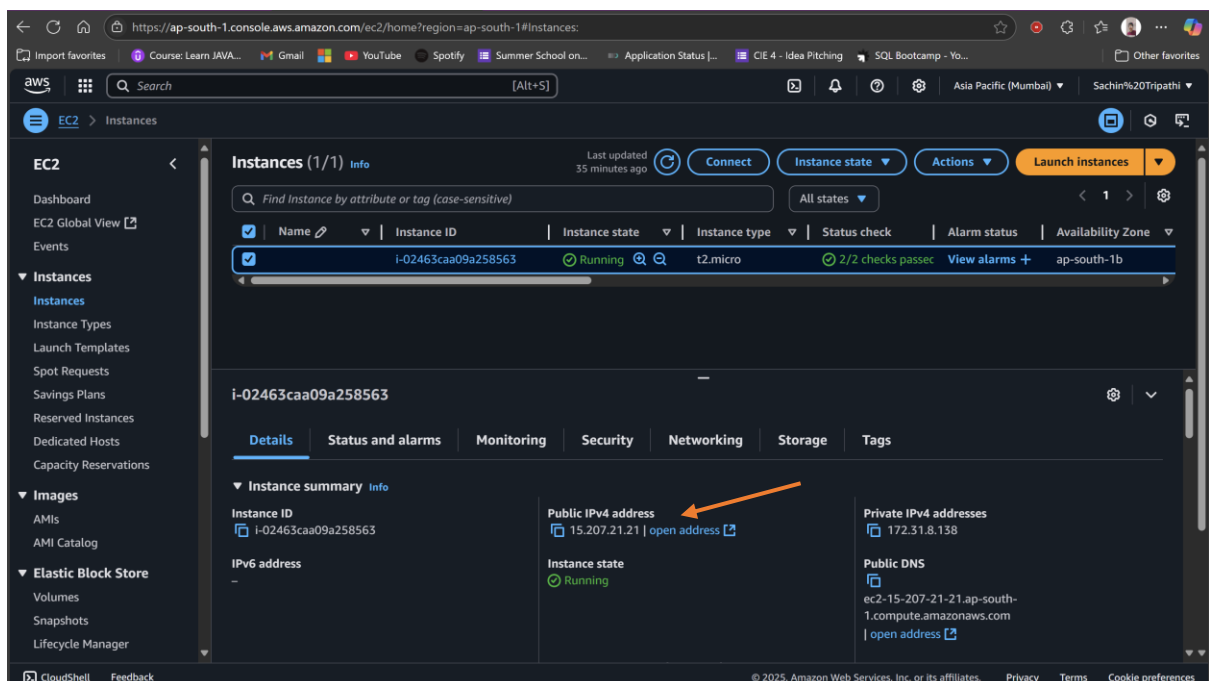 https://ap-south-1.console.aws.amazon.com/ec2/home?region=ap-south-1#Instances:
Import favorites
Course: Learn JAVA...
Gmail
YouTube
Spotify
Summer School on...
Application Status |...
CIE 4 - Idea Pitching
SQL Bootcamp - Yo...
Other favorites
aws
Search
[Alt+S]
Asia Pacific (Mumbai)
Sachin%20Tripathi
EC2 > Instances
EC2
Dashboard
EC2 Global View
Events
Instances
Instances
Instance Types
Launch Templates
Spot Requests
Savings Plans
Reserved Instances
Dedicated Hosts
Capacity Reservations
Images
AMIs
AMI Catalog
Elastic Block Store
Volumes
Snapshots
Lifecycle Manager
Instances (1/1) Info
Last updated
35 minutes ago
Connect
Instance state
Actions
Launch instances
Find Instance by attribute or tag (case-sensitive)
All states
< 1 >
Name | Instance ID | Instance state | Instance type | Status check | Alarm status | Availability Zone
i-02463caa09a258563 Running t2.micro 2/2 checks passec View alarms + ap-south-1b
i-02463caa09a258563
Details
Status and alarms
Monitoring
Security
Networking
Storage
Tags
Instance summary Info
Instance ID
i-02463caa09a258563
Public IPv4 address
15.207.21.21 | open address
Private IPv4 addresses
172.31.8.138
IPv6 address
–
Instance state
Running
Public DNS
ec2-15-207-21-21.ap-south-
1.compute.amazonaws.com
| open address
CloudShell
Feedback
© 2025, Amazon Web Services, Inc. or its affiliates.
Privacy
Terms
Cookie preferences